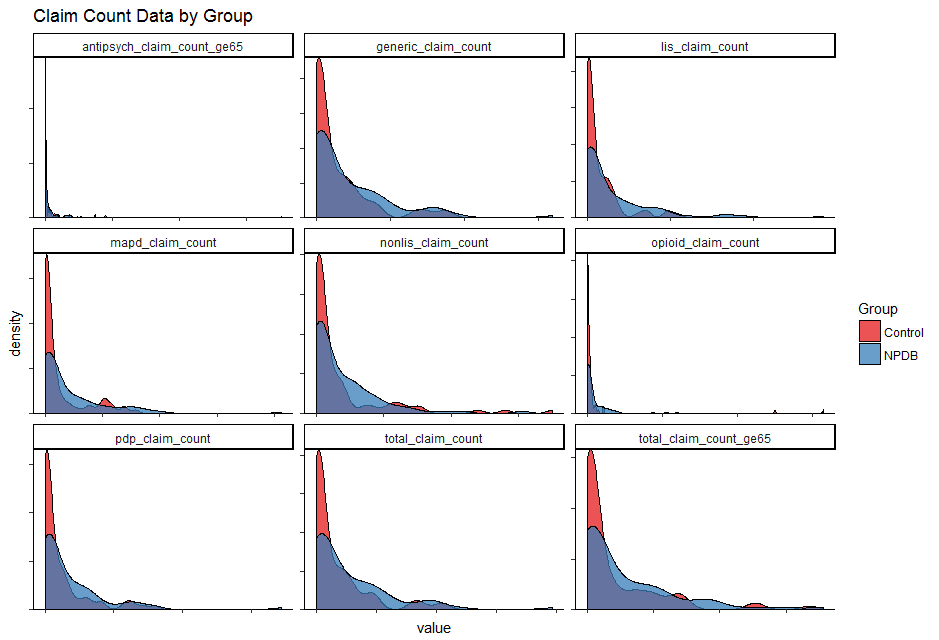 Claim Count Data by Group
antipsych_claim_count_ge65
generic_claim_count
lis_claim_count
mapd_claim_count
nonlis_claim_count
opioid_claim_count
pdp_claim_count
total_claim_count
total_claim_count_ge65
density
value
Group
Control
NPDB